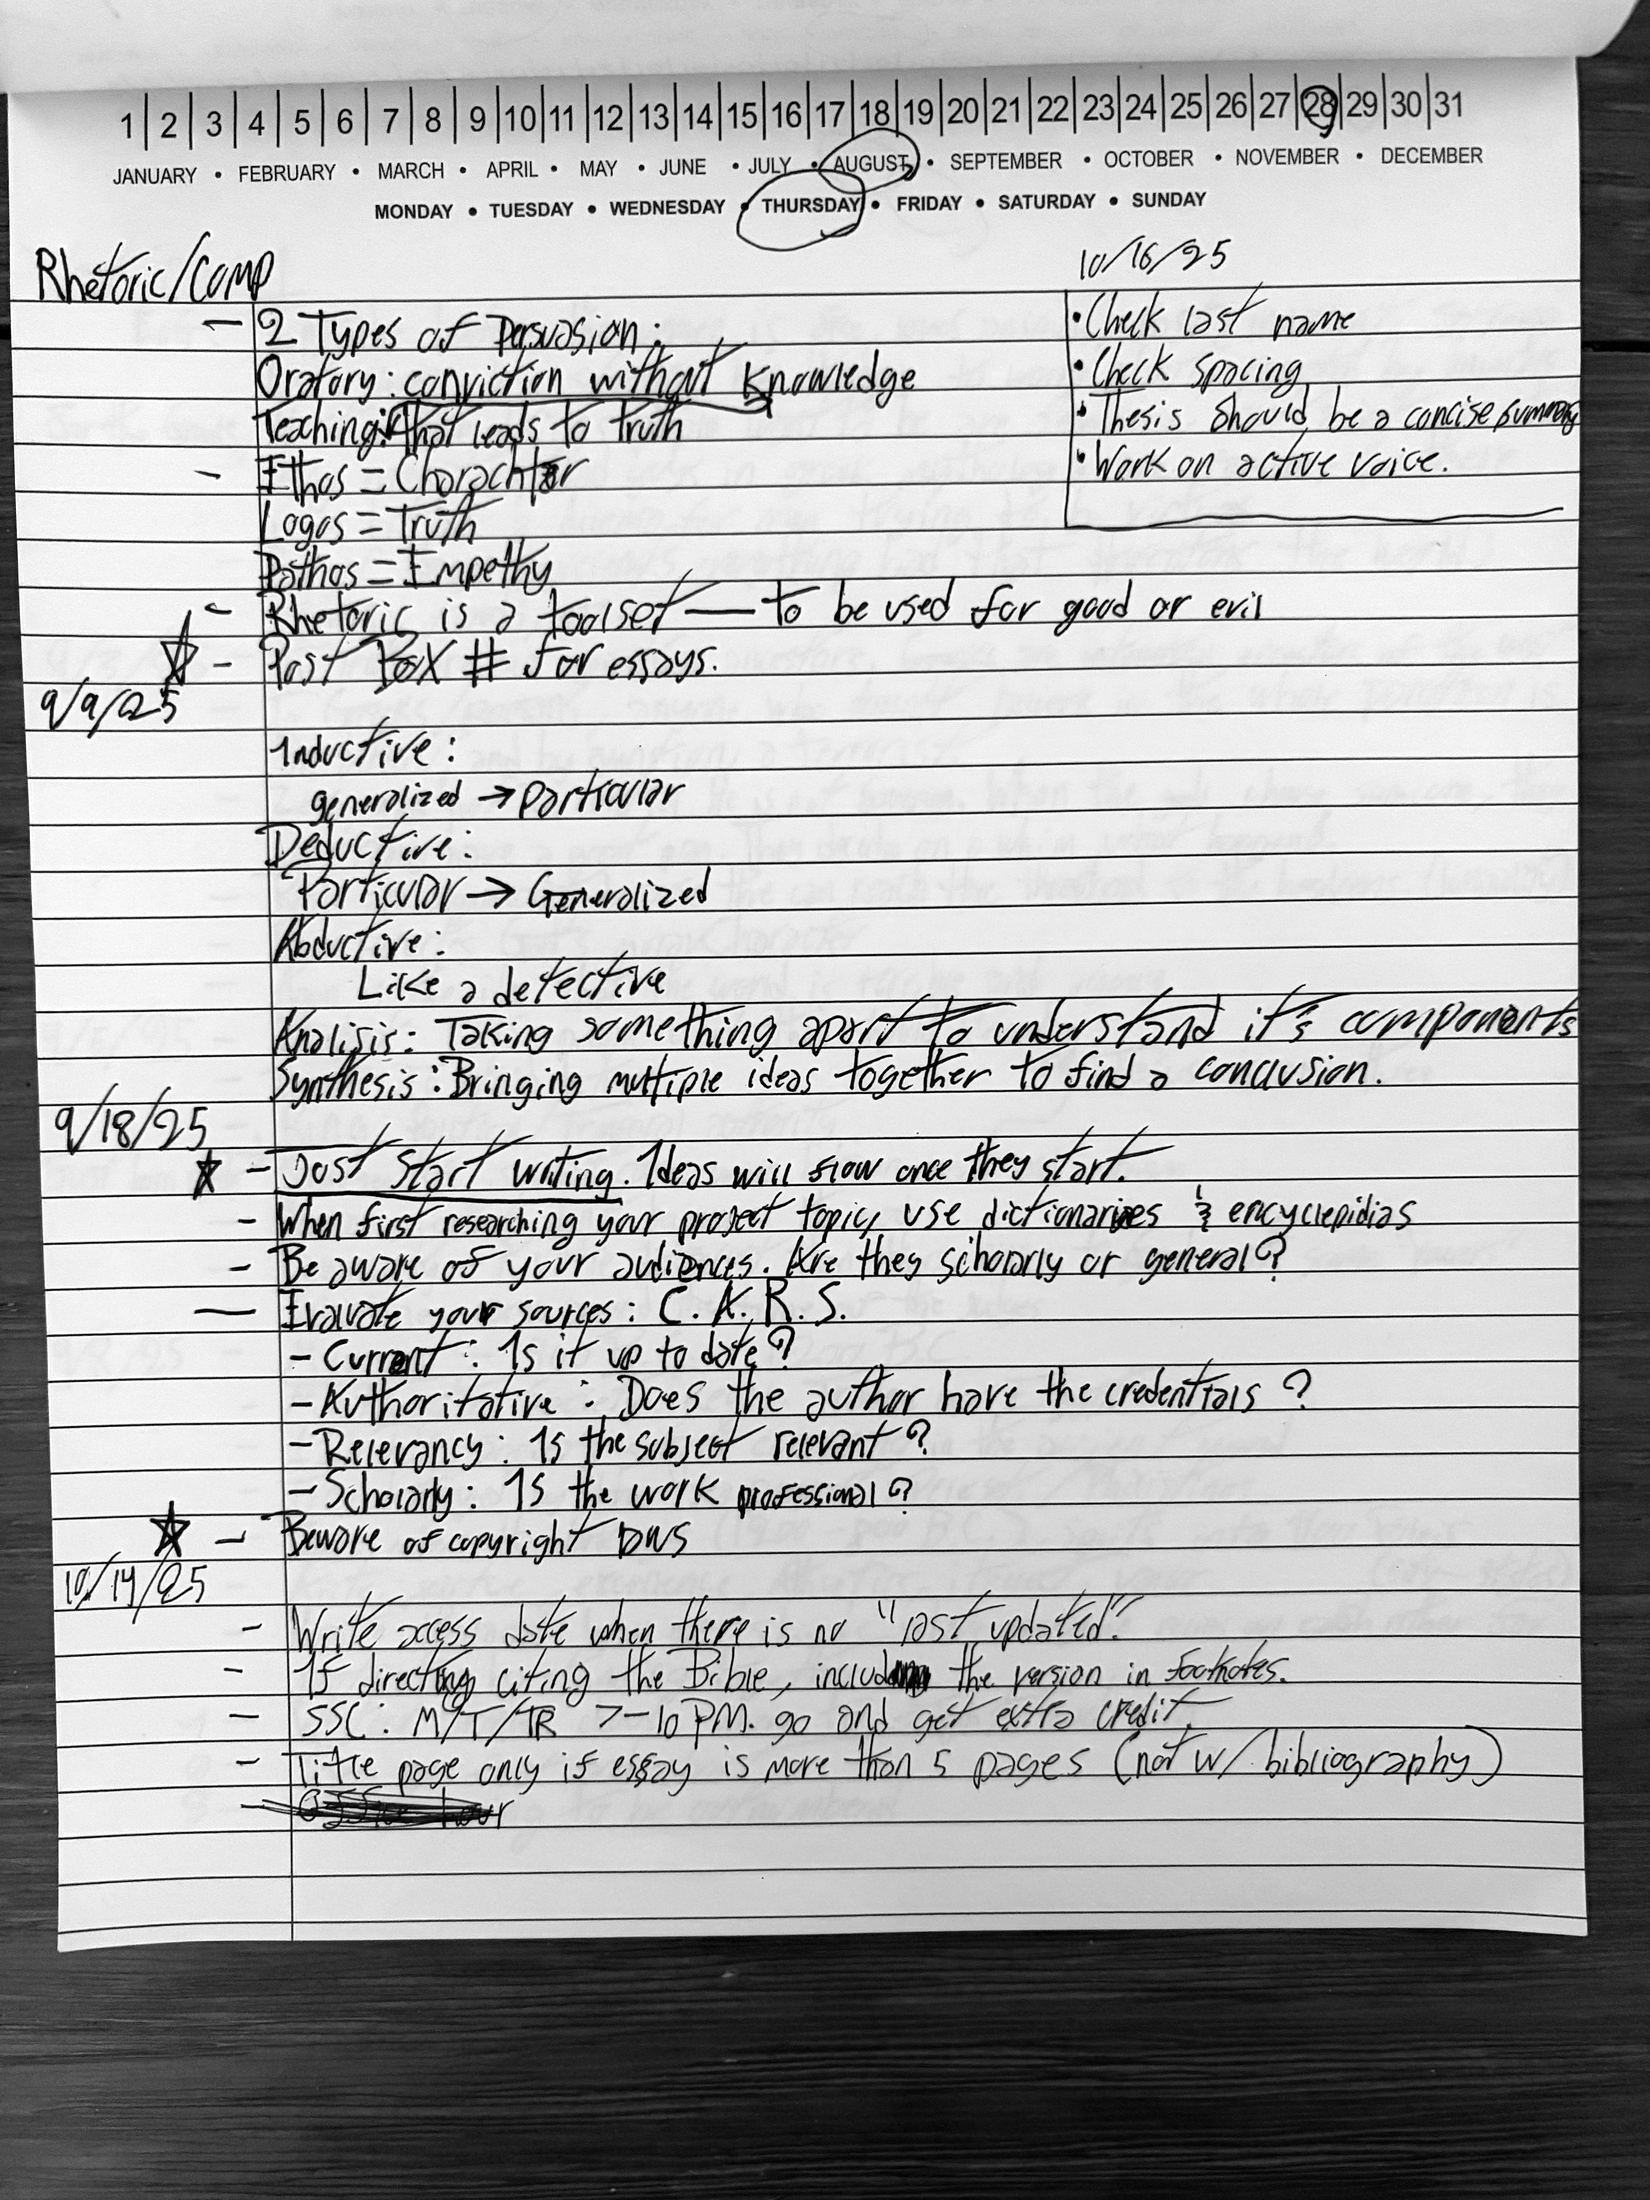 1 | 2 | 3 | 4 | 5 | 6 | 7 | 8 | 9 | 10 | 11 | 12 | 13 | 14 | 15 | 16 | 17 | 18 | 19 | 20 | 21 | 22 | 23 | 24 | 25 | 26 | 27 | 28 | 29 | 30 | 31
JANUARY • FEBRUARY • MARCH • APRIL • MAY • JUNE • JULY • AUGUST • SEPTEMBER • OCTOBER • NOVEMBER • DECEMBER
MONDAY • TUESDAY • WEDNESDAY • THURSDAY • FRIDAY • SATURDAY • SUNDAY
Rhetoric/Comp
- 2 Types of Persuasion:
Oratory: conviction without Knowledge
Teaching: that leads to truth
- Ethos = Charachter
Logos = Truth
Pathos = Empethy
- Rhetoric is a toolset — to be used for good or evil
- Post Box # for essays.
10/16/25
• Check last name
• Check spacing
• Thesis should be a concise summary
• Work on active voice.
9/9/25
Inductive:
generalized → particular
Deductive:
Particular → Generalized
Abductive:
Like a detective
Analisis: Taking something apart to understand it's components
Synthesis: Bringing multiple ideas together to find a conclusion.
9/18/25
- Just start writing. Ideas will flow once they start.
- When first researching your project topic, use dictionaries & encyclepidias
- Be aware of your audiences. Are they scholarly or general?
- Evaluate your sources: C.A.R.S.
- Current: Is it up to date?
- Authoritative: Does the author have the credentials?
- Relevancy: Is the subject relevant?
- Scholarly: Is the work professional?
- Beware of copyright laws
10/14/25
- Write access date when there is no "last updated".
- If directly citing the Bible, include the version in footnotes.
- SSC: M/T/TR 7-10 PM. go and get extra credit.
- Title page only if essay is more than 5 pages (not w/ bibliography)
- Office hour